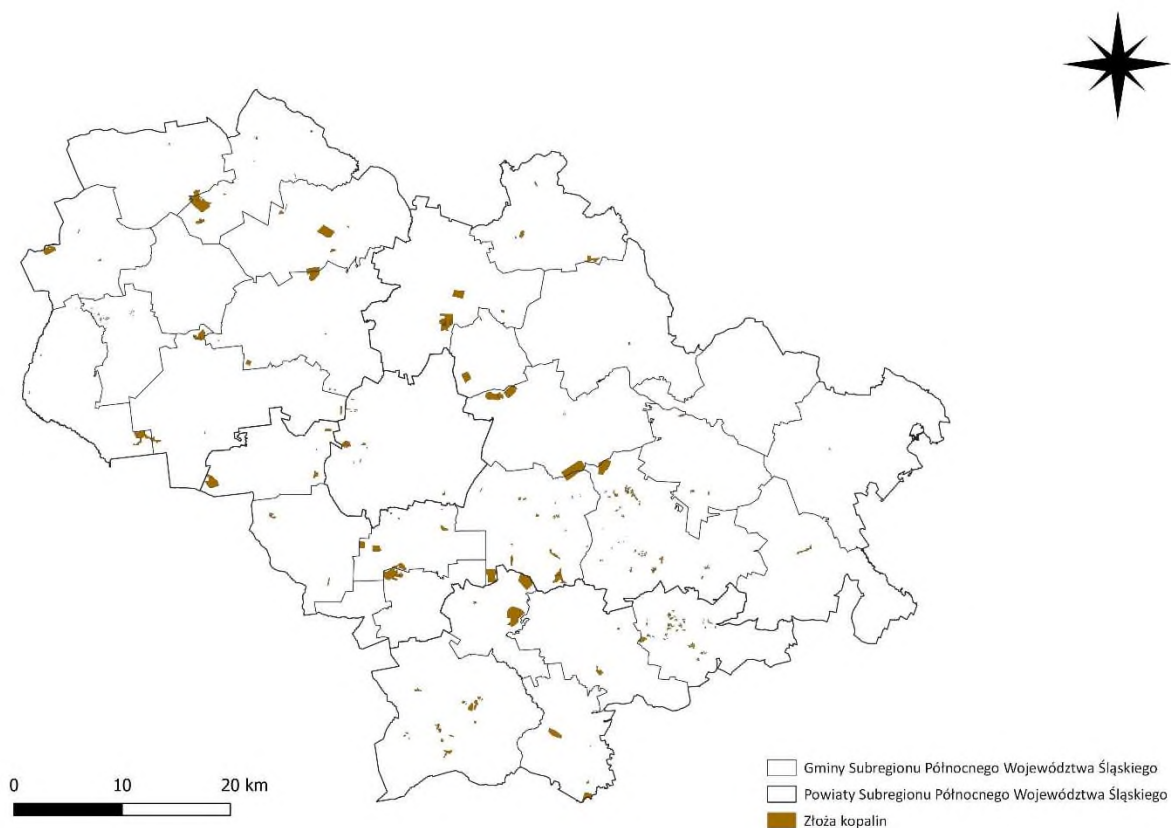 0 10 20 km
Gminy Subregionu Północnego Województwa Śląskiego
Powiaty Subregionu Północnego Województwa Śląskiego
Złoża kopalin